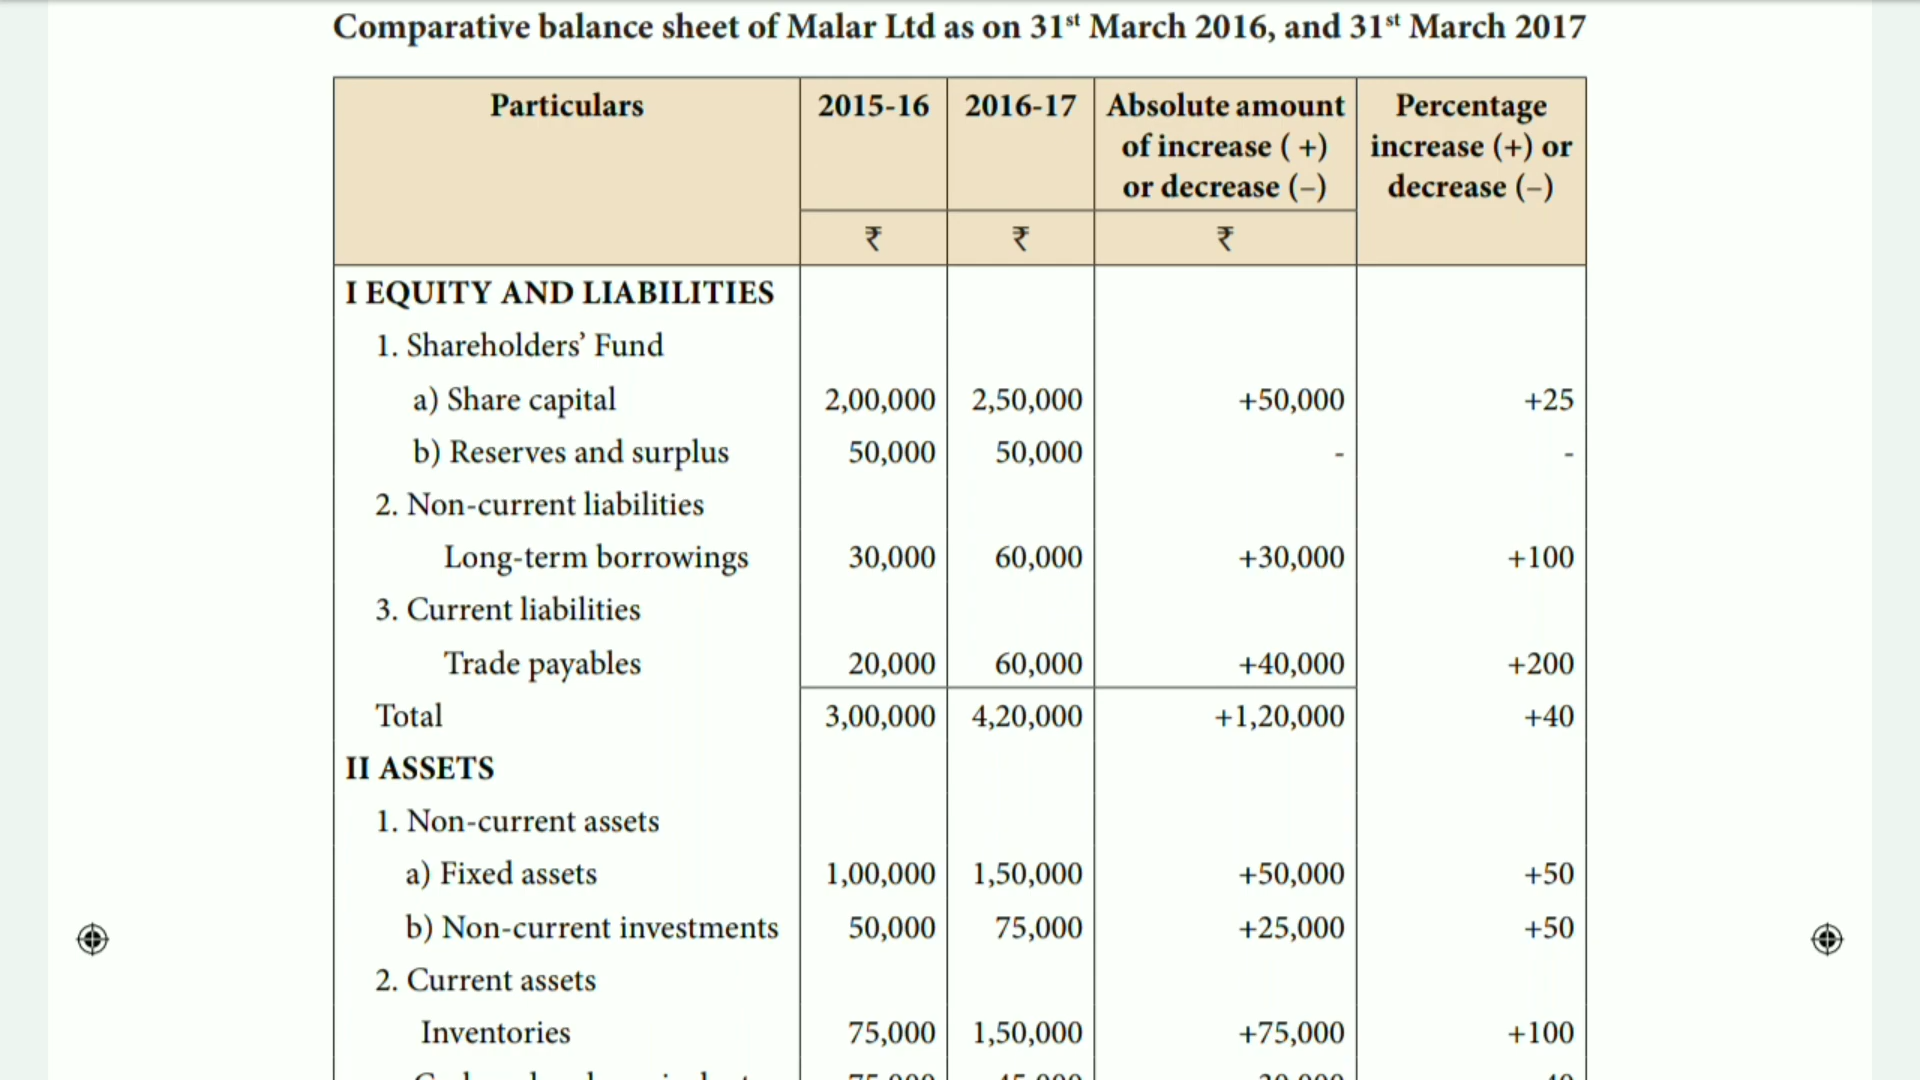 Comparative balance sheet of Malar Ltd as on 31st March 2016, and 31st March 2017
Particulars 2015-16 2016-17 Absolute amount of increase ( +) or decrease (–) Percentage increase (+) or decrease (–)
₹ ₹ ₹
I EQUITY AND LIABILITIES
1. Shareholders’ Fund
a) Share capital 2,00,000 2,50,000 +50,000 +25
b) Reserves and surplus 50,000 50,000 - -
2. Non-current liabilities
Long-term borrowings 30,000 60,000 +30,000 +100
3. Current liabilities
Trade payables 20,000 60,000 +40,000 +200
Total 3,00,000 4,20,000 +1,20,000 +40
II ASSETS
1. Non-current assets
a) Fixed assets 1,00,000 1,50,000 +50,000 +50
b) Non-current investments 50,000 75,000 +25,000 +50
2. Current assets
Inventories 75,000 1,50,000 +75,000 +100